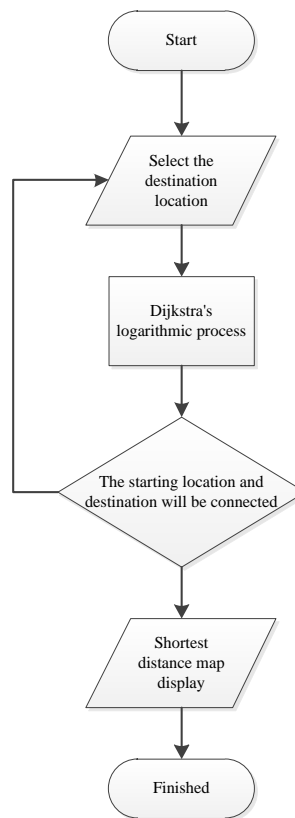 Start
Select the
destination
location
Dijkstra's
logarithmic process
The starting location and
destination will be connected
Shortest
distance map
display
Finished